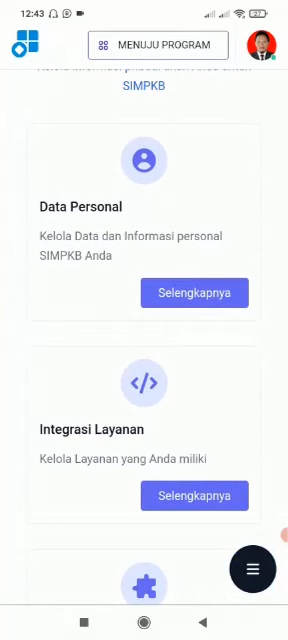 12:43
27
MENUJU PROGRAM
SIMPKB
Data Personal
Kelola Data dan Informasi personal
SIMPKB Anda
Selengkapnya
Integrasi Layanan
Kelola Layanan yang Anda miliki
Selengkapnya